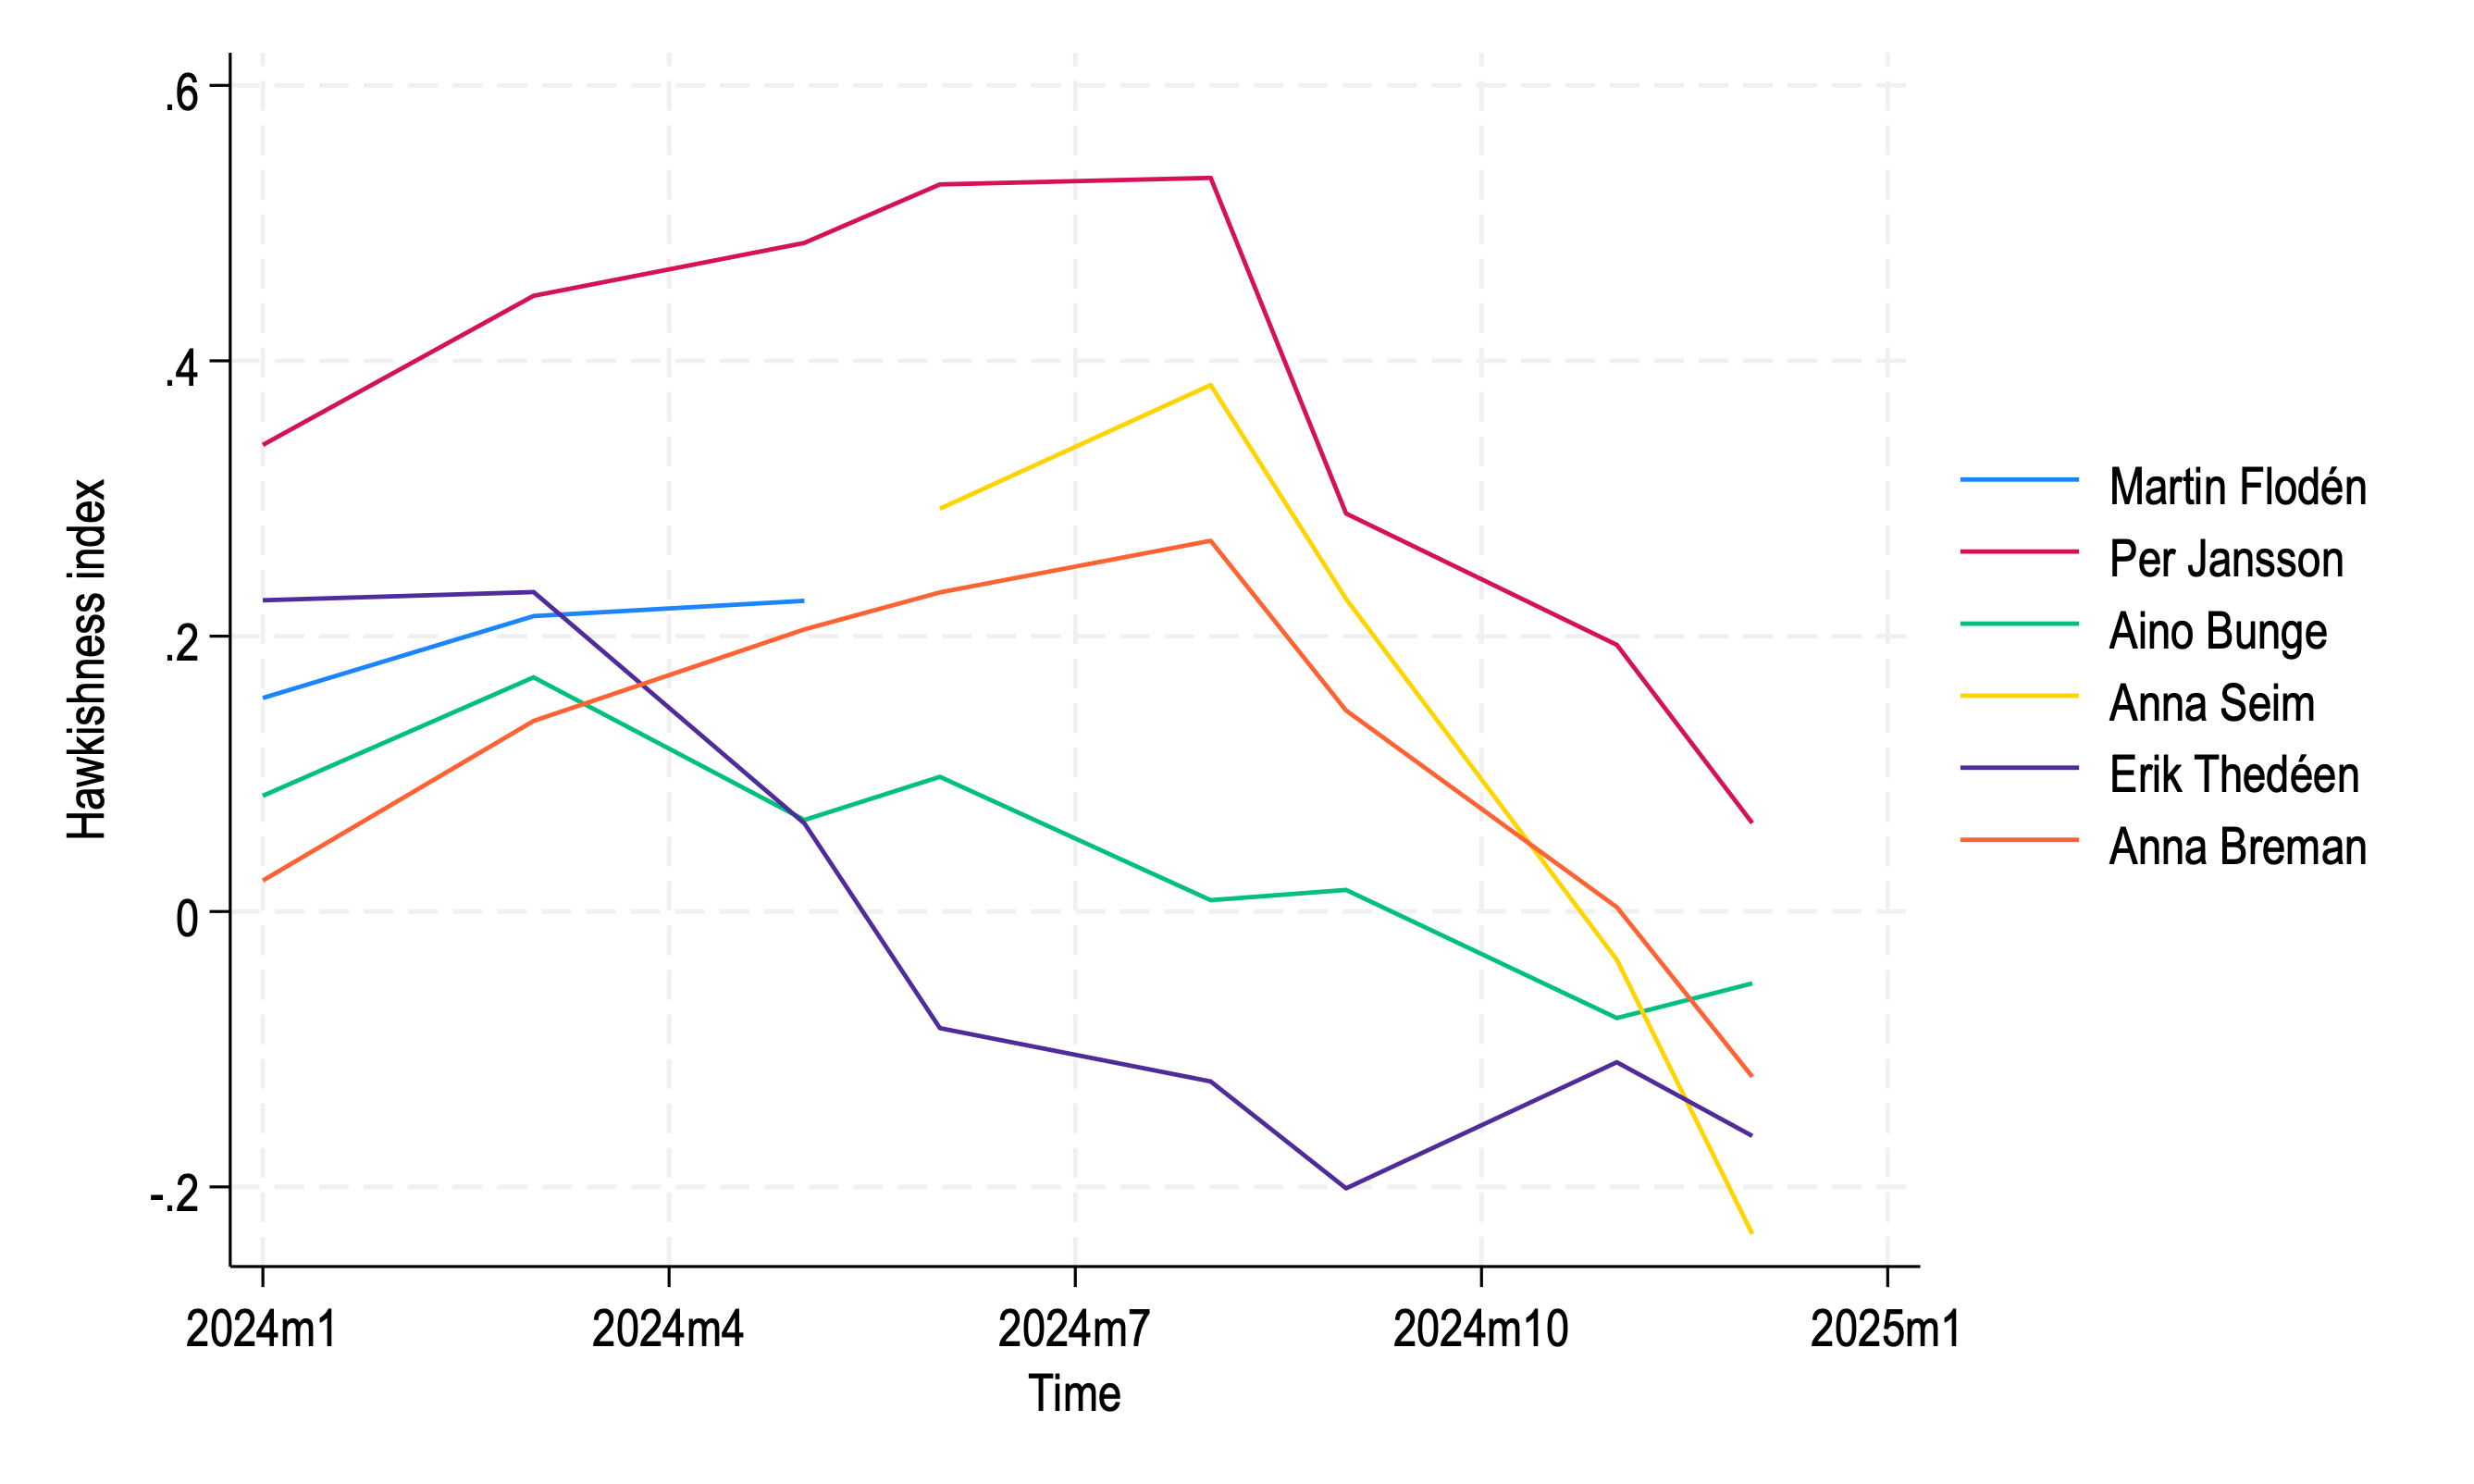 .6
.4
.2
0
-.2
Hawkishness index
2024m1 2024m4 2024m7 2024m10 2025m1
Time
Martin Flodén
Per Jansson
Aino Bunge
Anna Seim
Erik Thedéen
Anna Breman